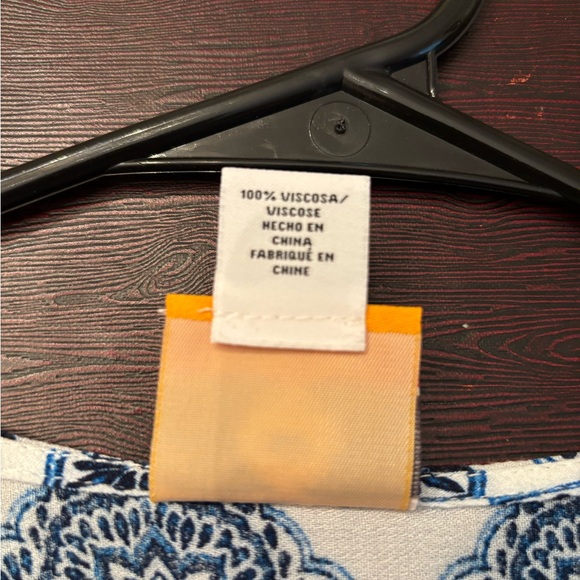 100% VISCOSA/
VISCOSE
HECHO EN
CHINA
FABRIQUÉ EN
CHINE